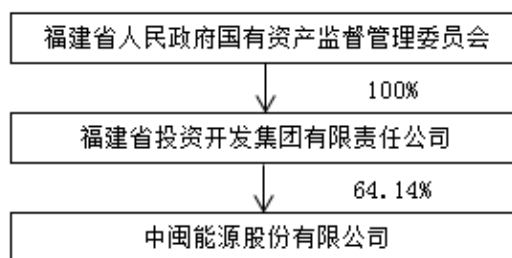 福建省人民政府国有资产监督管理委员会
100%
福建省投资开发集团有限责任公司
64.14%
中闽能源股份有限公司